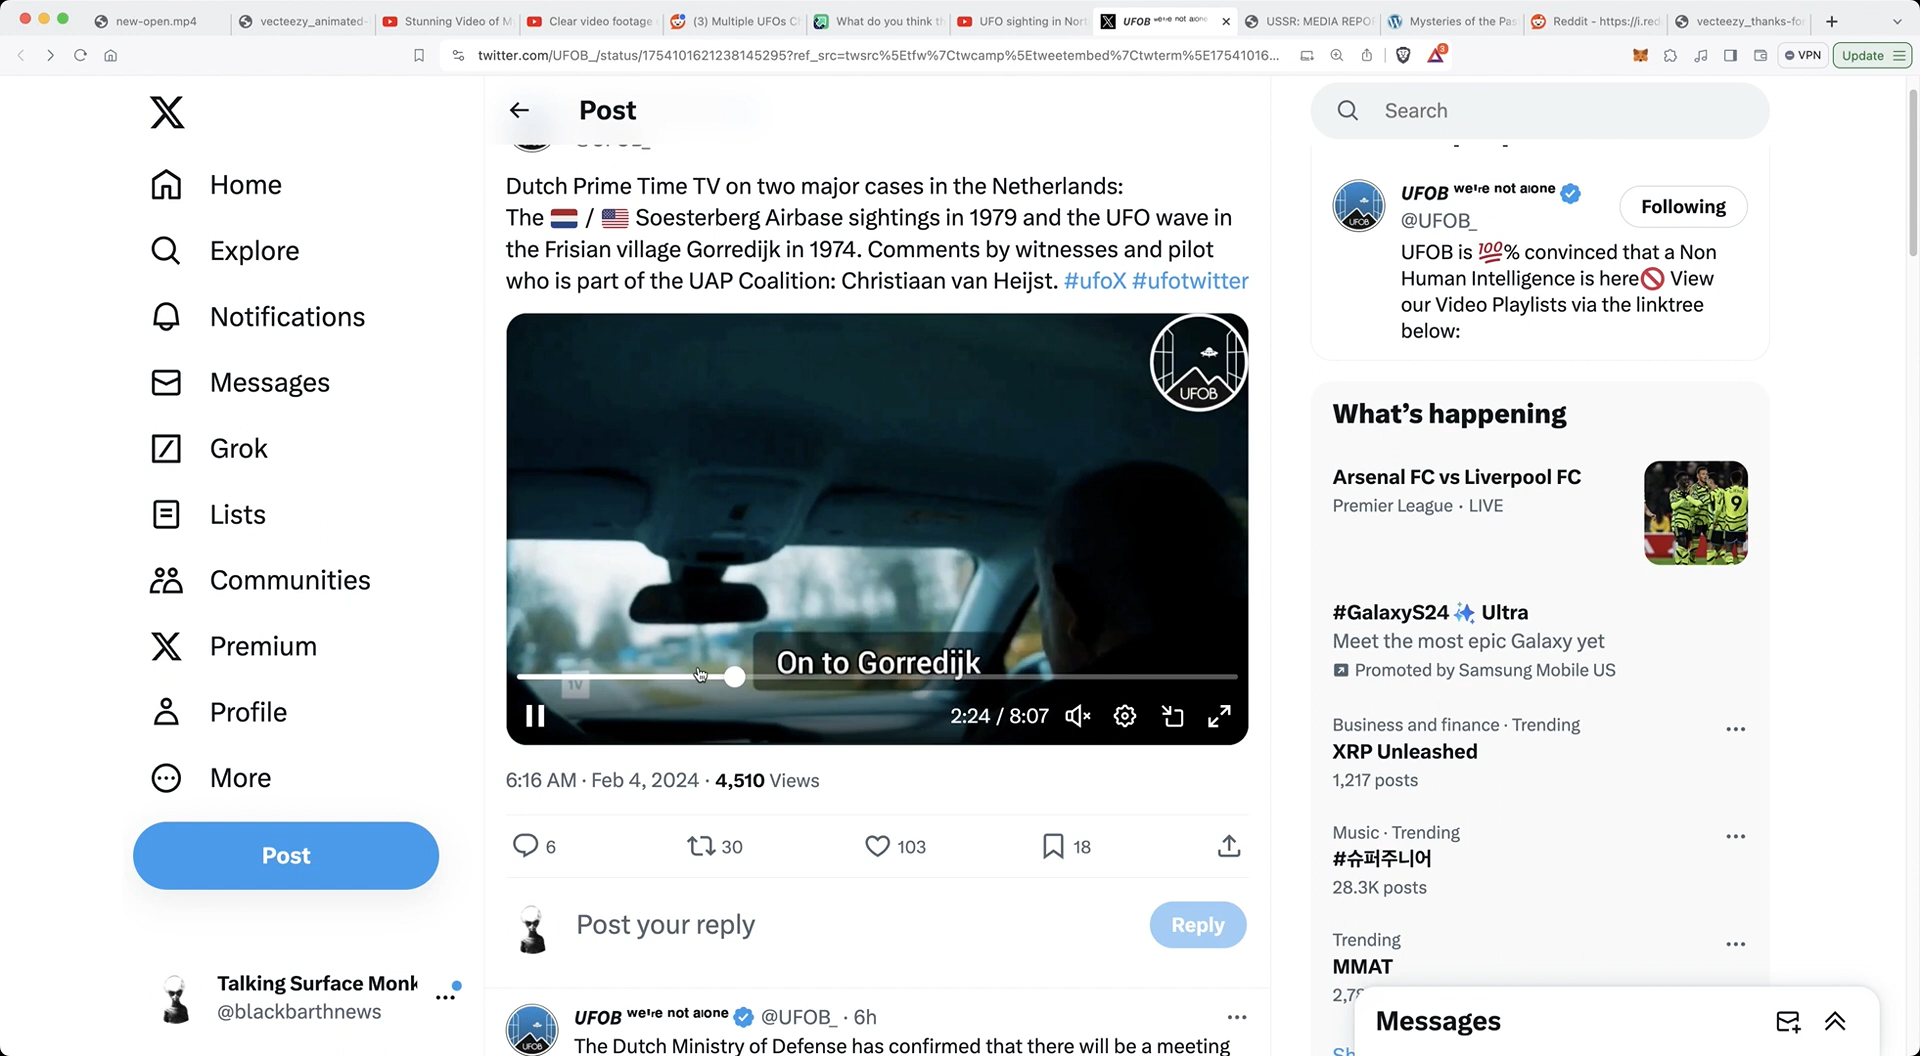 new-open.mp4
vecteezy_animated-
Stunning Video of M
Clear video footage
(3) Multiple UFOs C
What do you think th
UFO sighting in Nort
UFOB ʷᵉ'ʳᵉ ⁿᵒᵗ ᵃˡᵒⁿᵉ
USSR: MEDIA REPO
Mysteries of the Pas
Reddit - https://i.red
vecteezy_thanks-fo
twitter.com/UFOB_/status/1754101621238145295?ref_src=twsrc%5Etfw%7Ctwcamp%5Etweetembed%7Ctwterm%5E17541016...
3
VPN
Update
Home
Explore
Notifications
Messages
Grok
Lists
Communities
Premium
Profile
More
Post
Talking Surface Monk
@blackbarthnews
Post
Dutch Prime Time TV on two major cases in the Netherlands:
The 🇳🇱 / 🇺🇸 Soesterberg Airbase sightings in 1979 and the UFO wave in
the Frisian village Gorredijk in 1974. Comments by witnesses and pilot
who is part of the UAP Coalition: Christiaan van Heijst. #ufoX #ufotwitter
UFOB
On to Gorredijk
1V
2:24 / 8:07
6:16 AM · Feb 4, 2024 · 4,510 Views
6
30
103
18
Post your reply
Reply
UFOB ʷᵉ'ʳᵉ ⁿᵒᵗ ᵃˡᵒⁿᵉ @UFOB_ · 6h
The Dutch Ministry of Defense has confirmed that there will be a meeting
UFOB
Search
UFOB ʷᵉ'ʳᵉ ⁿᵒᵗ ᵃˡᵒⁿᵉ
@UFOB_
Following
UFOB
UFOB is 💯% convinced that a Non
Human Intelligence is here🚫 View
our Video Playlists via the linktree
below:
What's happening
Arsenal FC vs Liverpool FC
Premier League · LIVE
9
#GalaxyS24 ✨ Ultra
Meet the most epic Galaxy yet
Promoted by Samsung Mobile US
Business and finance · Trending
XRP Unleashed
1,217 posts
Music · Trending
#슈퍼주니어
28.3K posts
Trending
MMAT
Messages